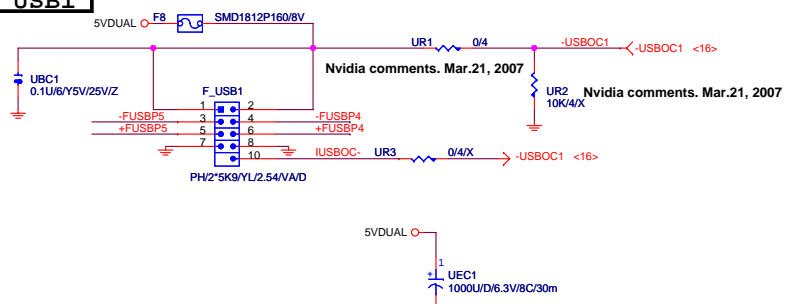 USB1
5VDUAL F8 SMD1812P160/8V
UR1 0/4 -USBOC1 -USBOC1 <16>
Nvidia comments. Mar.21, 2007
UBC1
0.1U/6/Y5V/25V/Z
UR2
10K/4/X
Nvidia comments. Mar.21, 2007
F_USB1
1 2
-FUSBP5 3 4 -FUSBP4
+FUSBP5 5 6 +FUSBP4
7 8
10 IUSBOC- UR3 0/4/X -USBOC1 <16>
PH/2*5K9/YL/2.54/VA/D
5VDUAL
1
+ UEC1
1000U/D/6.3V/8C/30m